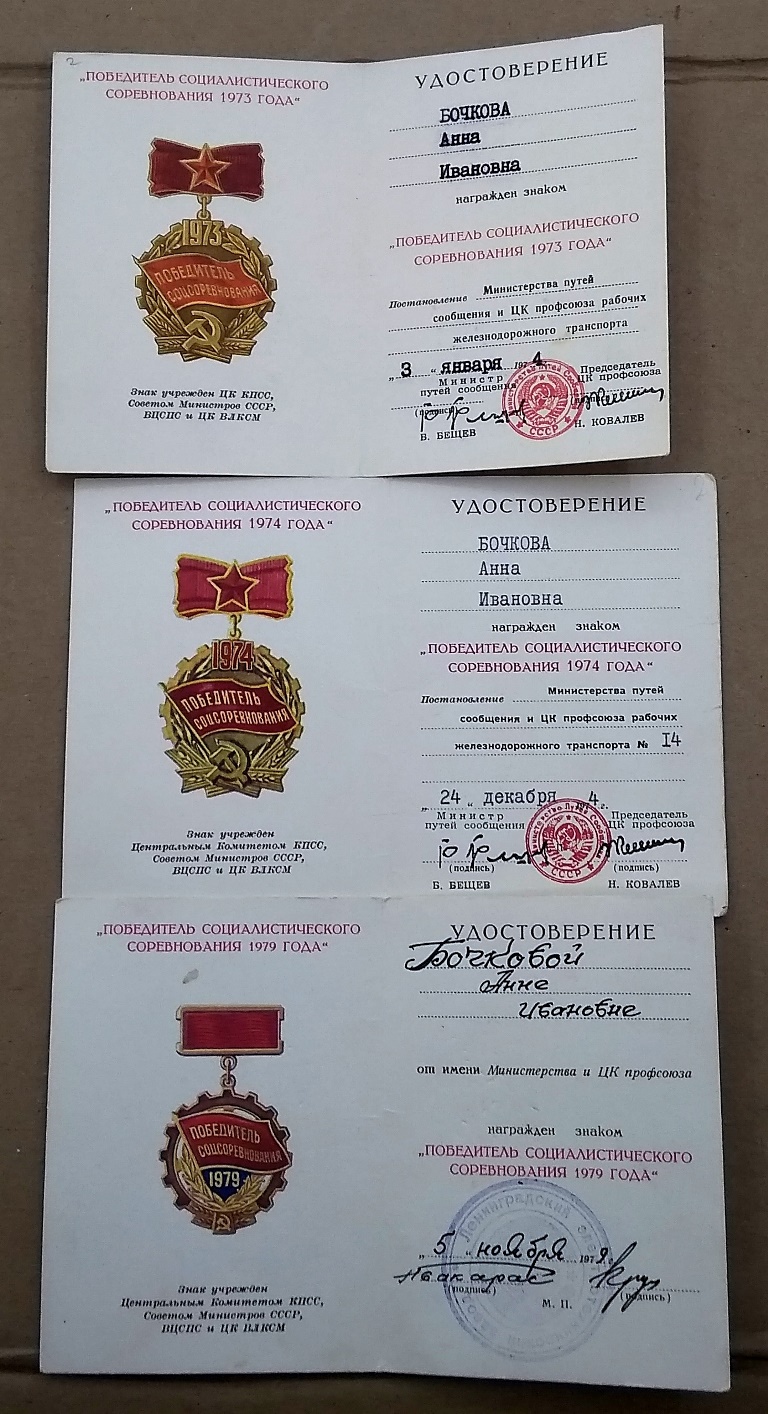 2
„ПОБЕДИТЕЛЬ СОЦИАЛИСТИЧЕСКОГО
СОРЕВНОВАНИЯ 1973 ГОДА“
1973
ПОБЕДИТЕЛЬ
СОЦСОРЕВНОВАНИЯ
Знак учрежден ЦК КПСС,
Советом Министров СССР,
ВЦСПС и ЦК ВЛКСМ
УДОСТОВЕРЕНИЕ
БОЧКОВА
Анна
Ивановна
награжден знаком
„ПОБЕДИТЕЛЬ СОЦИАЛИСТИЧЕСКОГО
СОРЕВНОВАНИЯ 1973 ГОДА“
Постановление Министерства путей
сообщения и ЦК профсоюза рабочих
железнодорожного транспорта
„3“ января 1974
Министр путей сообщения
Председатель ЦК профсоюза
(подпись)
Б. БЕЩЕВ
Н. КОВАЛЕВ
СССР
„ПОБЕДИТЕЛЬ СОЦИАЛИСТИЧЕСКОГО
СОРЕВНОВАНИЯ 1974 ГОДА“
1974
ПОБЕДИТЕЛЬ
СОЦСОРЕВНОВАНИЯ
Знак учрежден
Центральным Комитетом КПСС,
Советом Министров СССР,
ВЦСПС и ЦК ВЛКСМ
УДОСТОВЕРЕНИЕ
БОЧКОВА
Анна
Ивановна
награжден знаком
„ПОБЕДИТЕЛЬ СОЦИАЛИСТИЧЕСКОГО
СОРЕВНОВАНИЯ 1974 ГОДА“
Постановление Министерства путей
сообщения и ЦК профсоюза рабочих
железнодорожного транспорта № I4
„24“ декабря 1974 г.
Министр путей сообщения
Председатель ЦК профсоюза
(подпись) (подпись)
Б. БЕЩЕВ Н. КОВАЛЕВ
СССР
„ПОБЕДИТЕЛЬ СОЦИАЛИСТИЧЕСКОГО
СОРЕВНОВАНИЯ 1979 ГОДА“
ПОБЕДИТЕЛЬ
СОЦСОРЕВНОВАНИЯ
1979
Знак учрежден
Центральным Комитетом КПСС,
Советом Министров СССР,
ВЦСПС и ЦК ВЛКСМ
УДОСТОВЕРЕНИЕ
Бочковой
Анне
Ивановне
от имени Министерства и ЦК профсоюза
награжден знаком
„ПОБЕДИТЕЛЬ СОЦИАЛИСТИЧЕСКОГО
СОРЕВНОВАНИЯ 1979 ГОДА“
„5“ ноября 1979 г.
(подпись) (подпись)
М. П.
Ленинградский